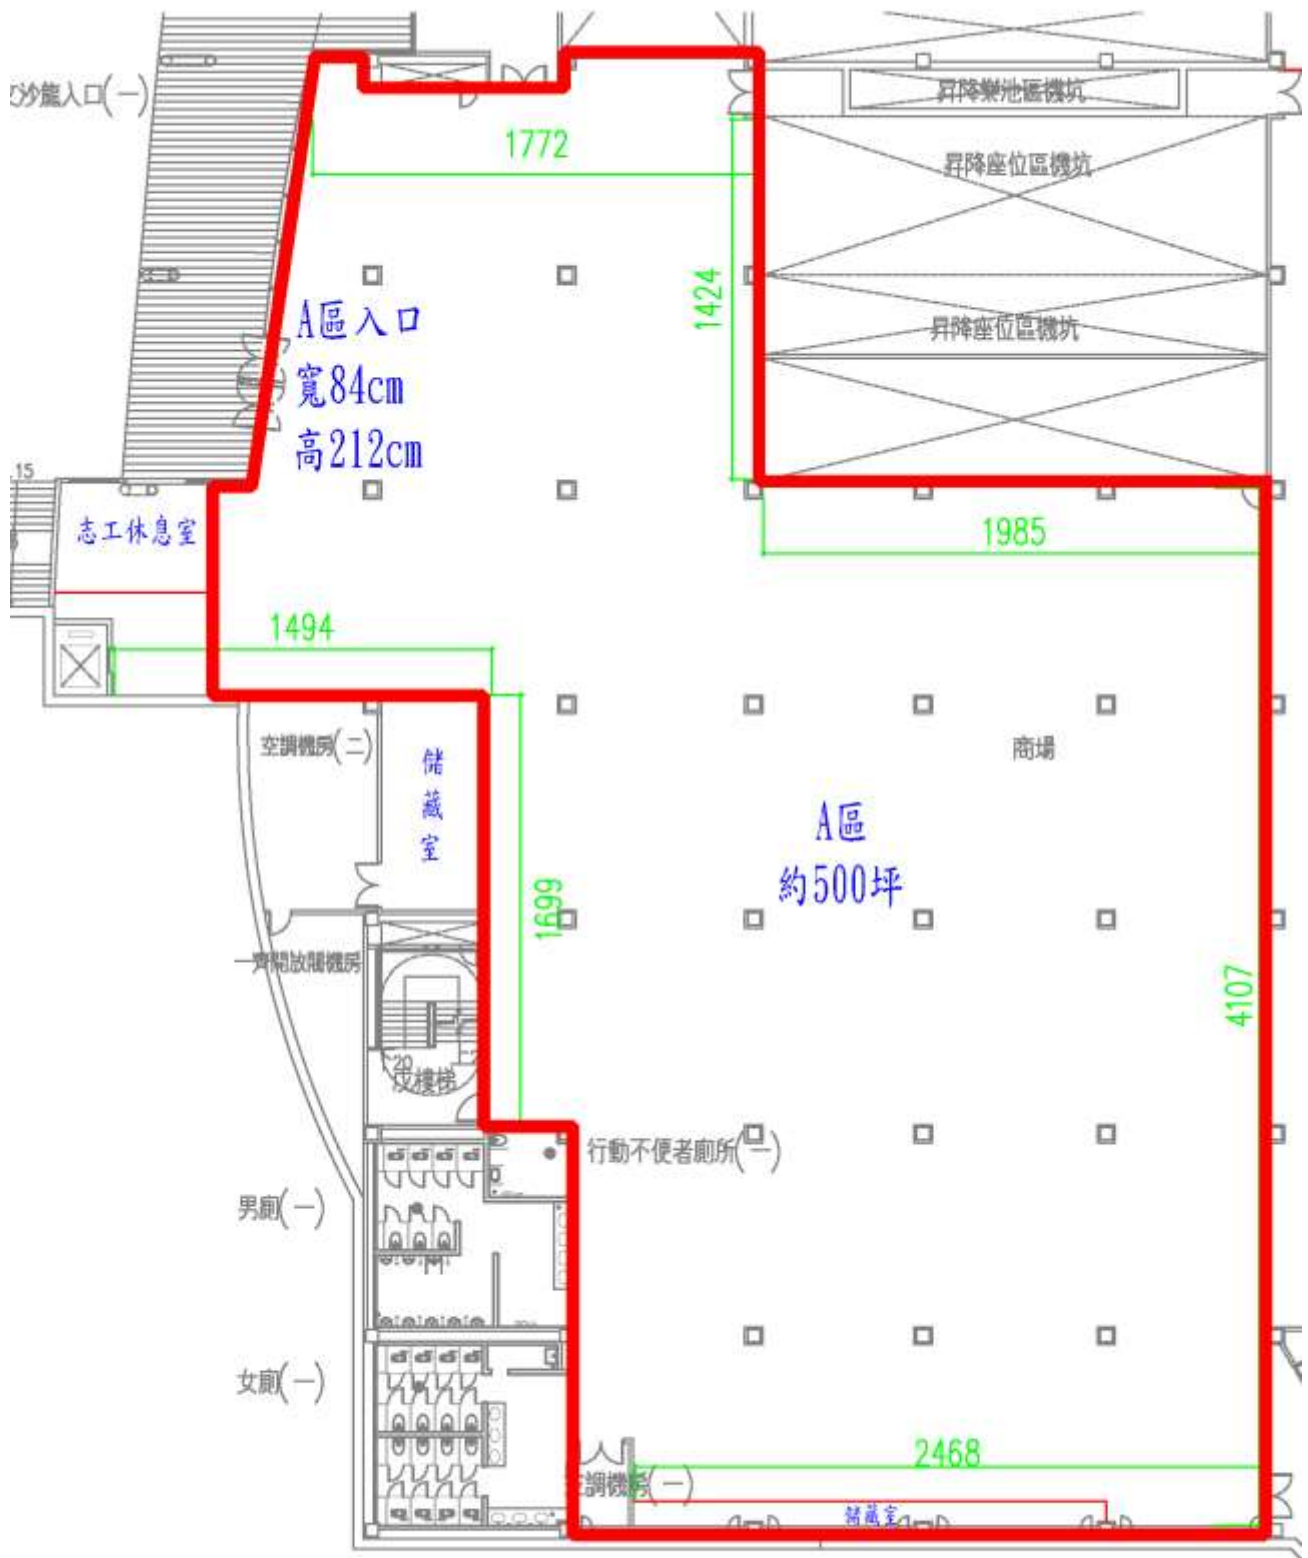 沙龍入口(一)
昇降樂池區機坑
1772
昇降座位區機坑
1424
A區入口
昇降座位區機坑
寬84cm
高212cm
15
志工休息室
1985
1494
空調機房(二)
商場
儲藏室
A區
約500坪
1699
一齊開放閥機房
4107
20
戊樓梯
行動不便者廁所(一)
男廁(一)
女廁(一)
2468
空調機房(一)
儲藏室